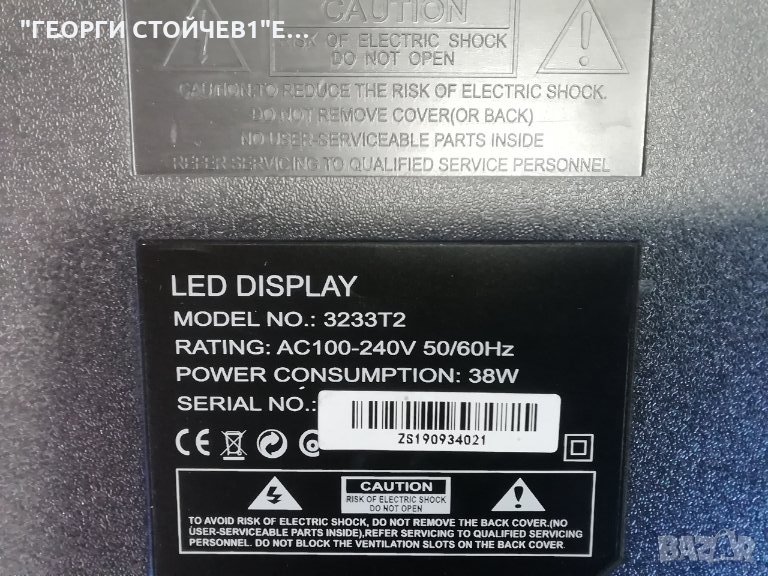 "ГЕОРГИ СТОЙЧЕВ1"Е...
CAUTION
RISK OF ELECTRIC SHOCK
DO NOT OPEN
CAUTION:TO REDUCE THE RISK OF ELECTRIC SHOCK.
DO NOT REMOVE COVER(OR BACK)
NO USER-SERVICEABLE PARTS INSIDE
REFER SERVICING TO QUALIFIED SERVICE PERSONNEL
LED DISPLAY
MODEL NO.: 3233T2
RATING: AC100-240V 50/60Hz
POWER CONSUMPTION: 38W
SERIAL NO.:
ZS190934021
CE
CAUTION
RISK OF ELECTRIC SHOCK
DO NOT OPEN
TO AVOID RISK OF ELECTRIC SHOCK, DO NOT REMOVE THE BACK COVER.(NO
USER-SERVICEABLE PARTS INSIDE),REFER SERVICING TO QUALIFIED SERVICING
PERSONNEL. DO NOT BLOCK THE VENTILATION SLOTS ON THE BACK COVER.
BAZAR